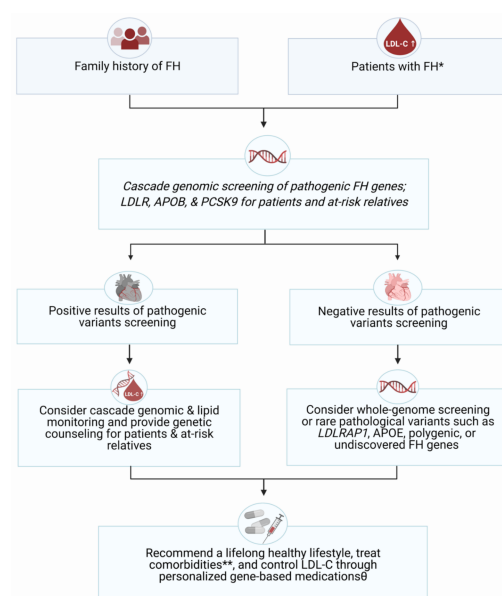 LDL-C ↑
Family history of FH
Patients with FH*
Cascade genomic screening of pathogenic FH genes;
LDLR, APOB, & PCSK9 for patients and at-risk relatives
Positive results of pathogenic
variants screening
Negative results of pathogenic
variants screening
LDL-C ↑
Consider cascade genomic & lipid
monitoring and provide genetic
counseling for patients & at-risk
relatives
Consider whole-genome screening
or rare pathological variants such as
LDLRAP1, APOE, polygenic, or
undiscovered FH genes
Recommend a lifelong healthy lifestyle, treat
comorbidities**, and control LDL-C through
personalized gene-based medicationsθ